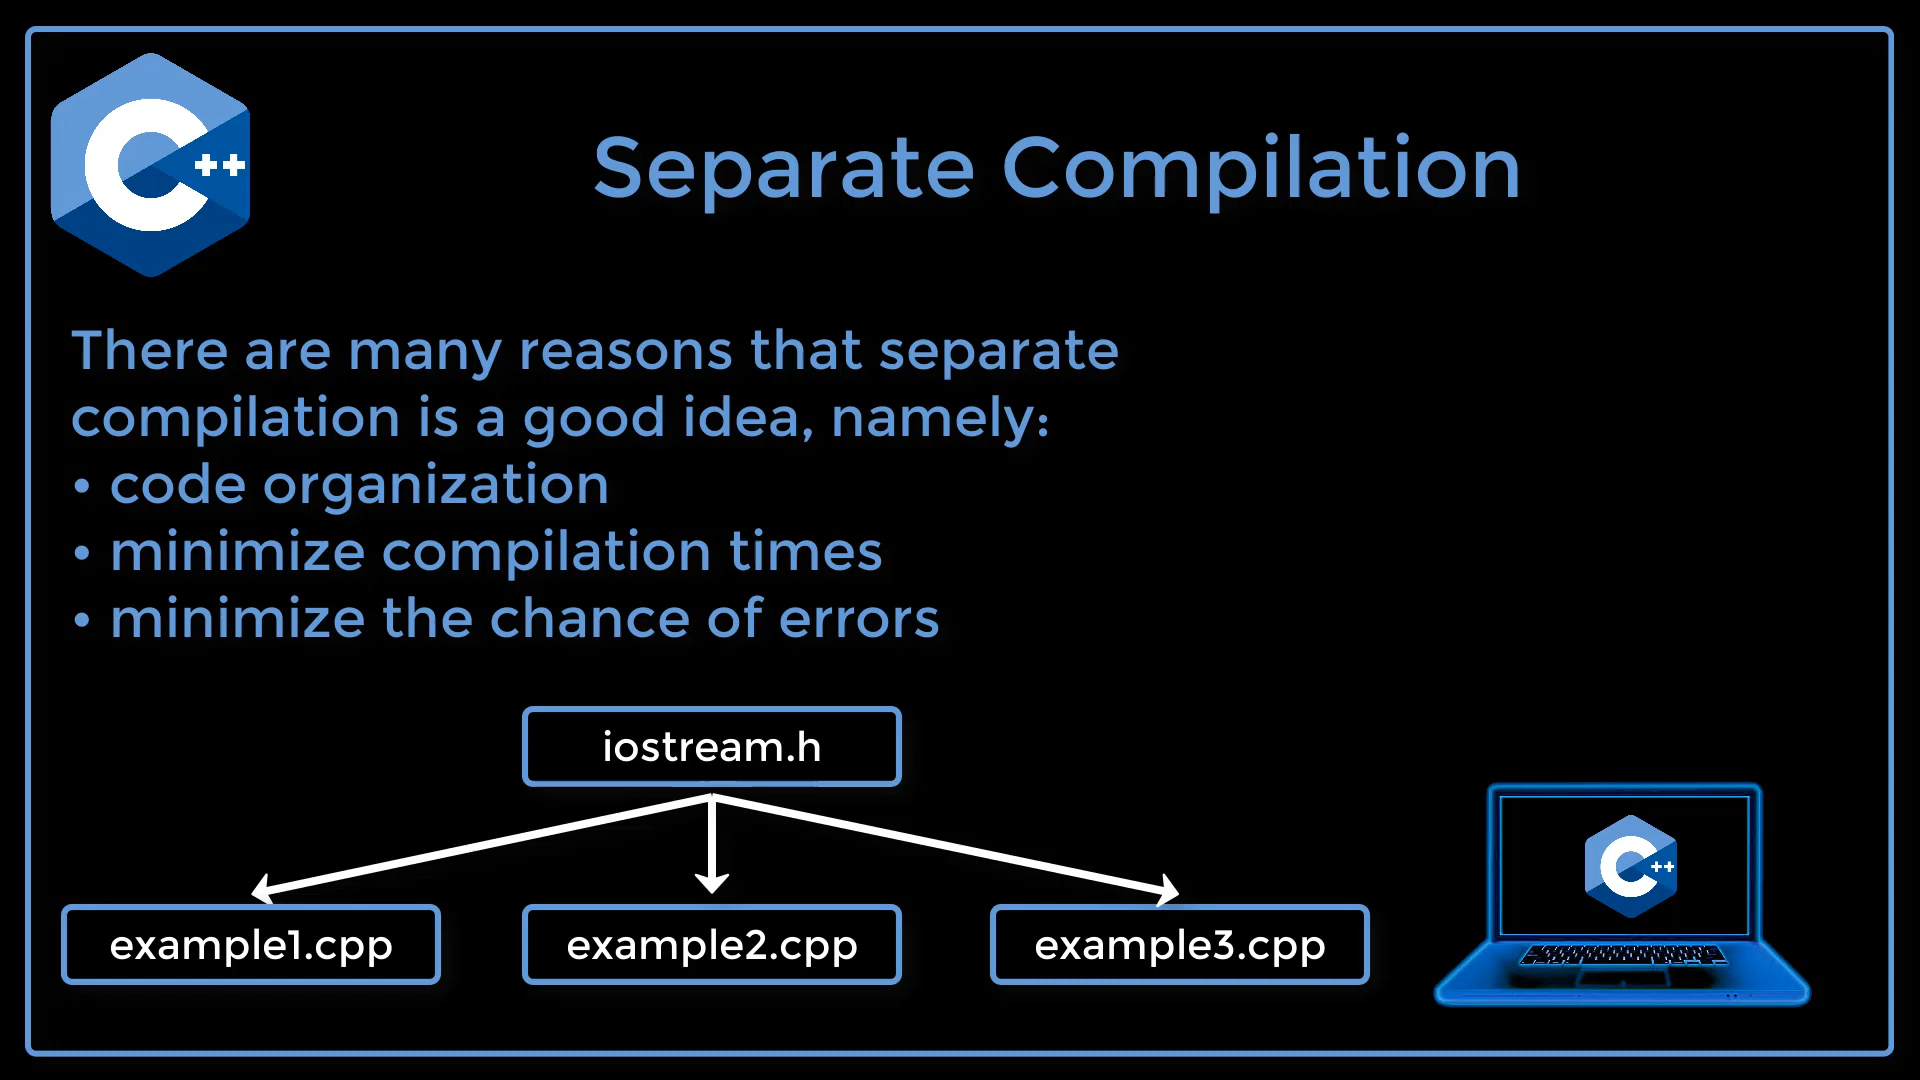 C++
Separate Compilation
There are many reasons that separate
compilation is a good idea, namely:
• code organization
• minimize compilation times
• minimize the chance of errors
iostream.h
example1.cpp
example2.cpp
example3.cpp
C++